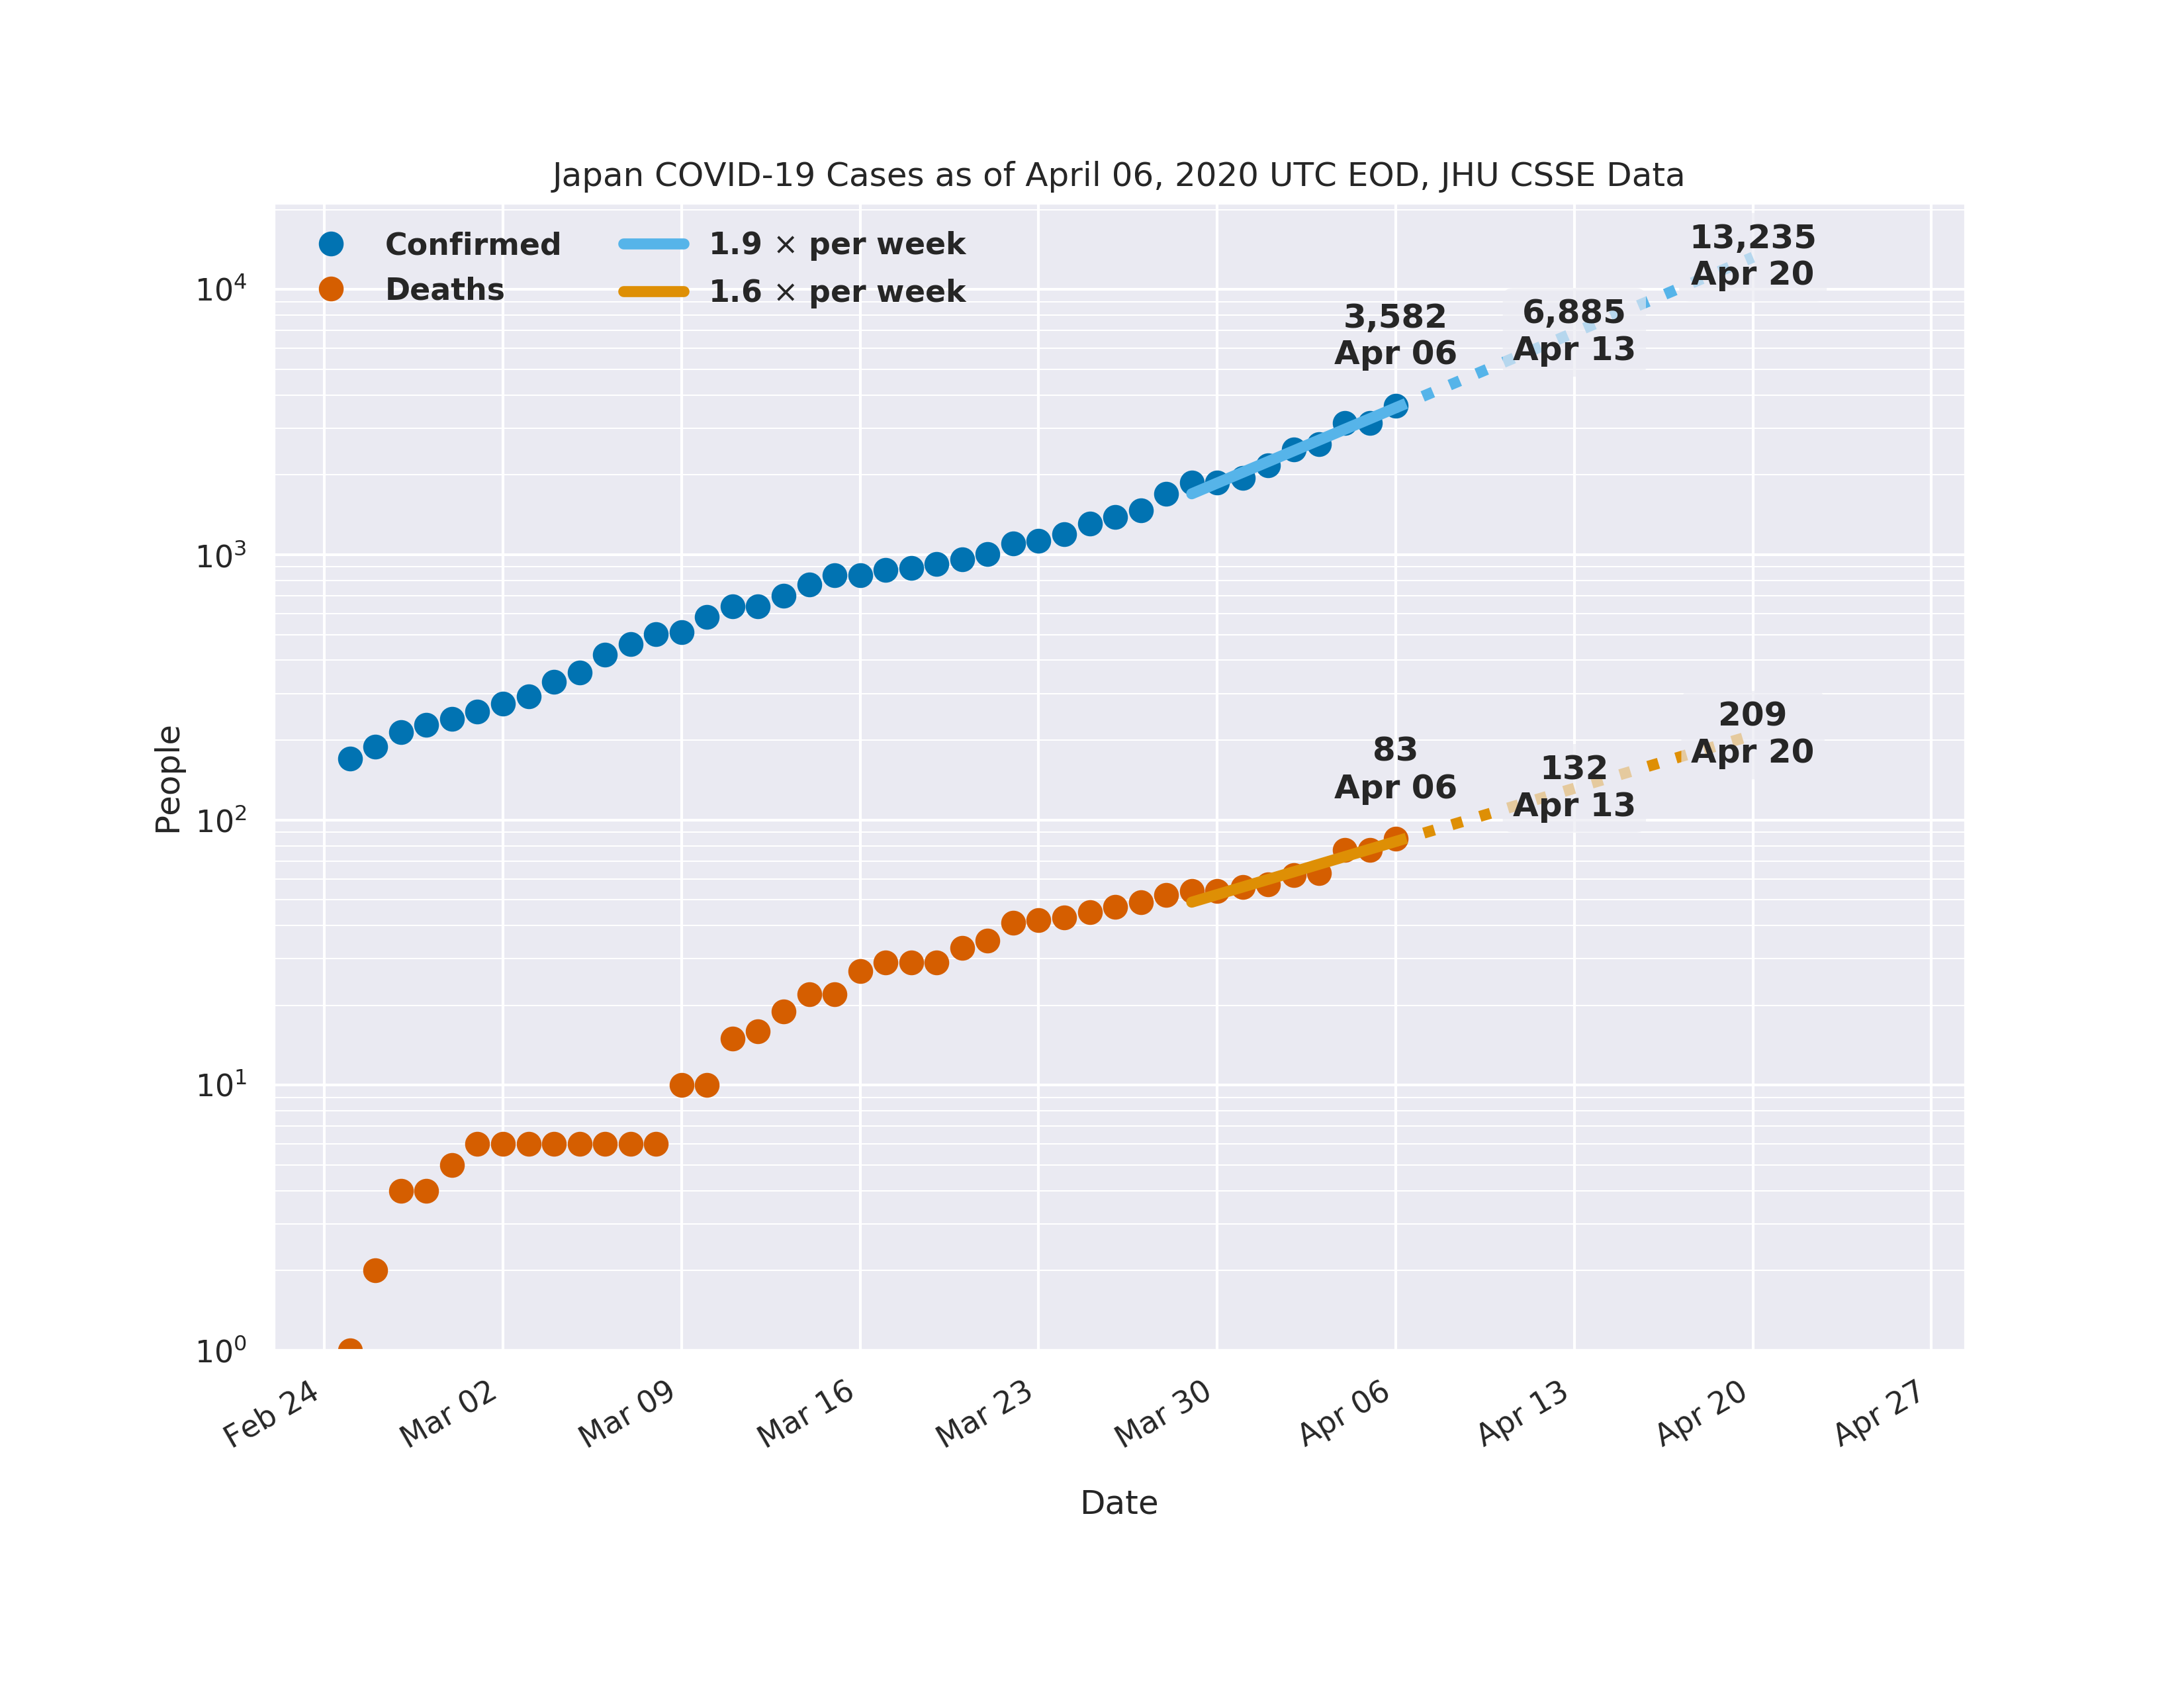 Japan COVID-19 Cases as of April 06, 2020 UTC EOD, JHU CSSE Data
Confirmed
Deaths
1.9 × per week
1.6 × per week
13,235
Apr 20
3,582
Apr 06
6,885
Apr 13
209
Apr 20
83
Apr 06
132
Apr 13
People
10⁴
10³
10²
10¹
10⁰
Feb 24
Mar 02
Mar 09
Mar 16
Mar 23
Mar 30
Apr 06
Apr 13
Apr 20
Apr 27
Date